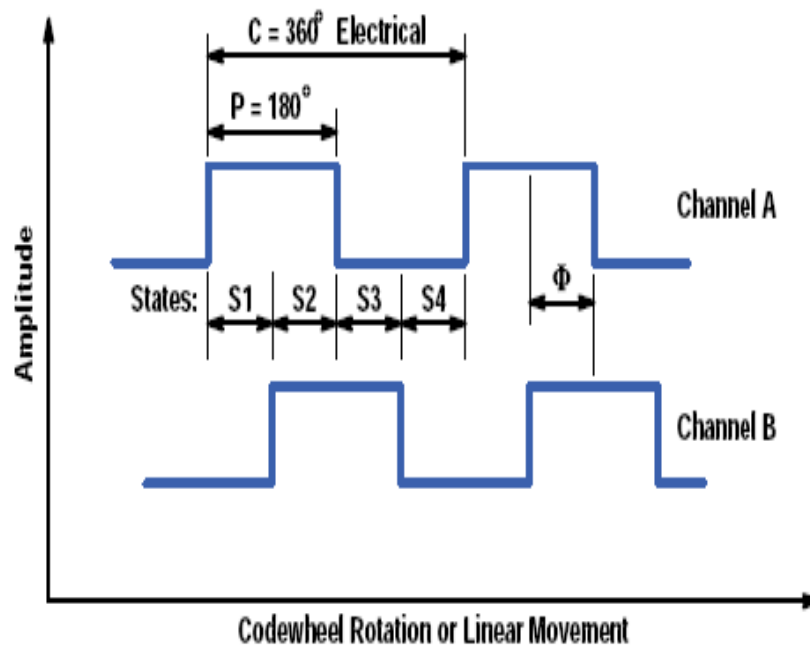 C = 360° Electrical
P = 180°
Channel A
Φ
States: S1 S2 S3 S4
Channel B
Amplitude
Codewheel Rotation or Linear Movement